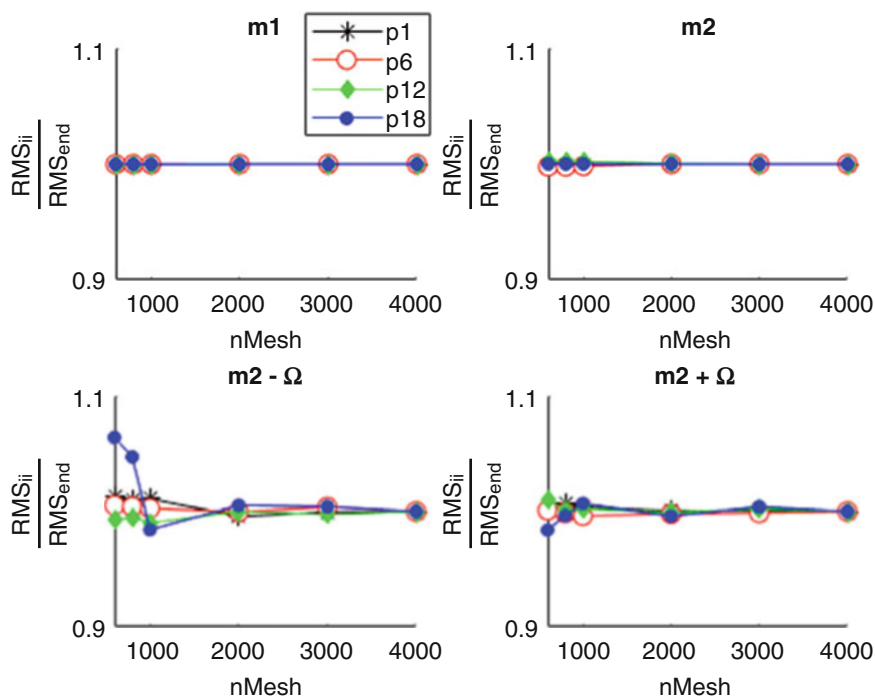 m1
p1
p6
p12
p18
1.1
RMSii
RMSend
0.9
1000 2000 3000 4000
nMesh
m2
1.1
RMSii
RMSend
0.9
1000 2000 3000 4000
nMesh
m2 - Ω
1.1
RMSii
RMSend
0.9
1000 2000 3000 4000
nMesh
m2 + Ω
1.1
RMSii
RMSend
0.9
1000 2000 3000 4000
nMesh